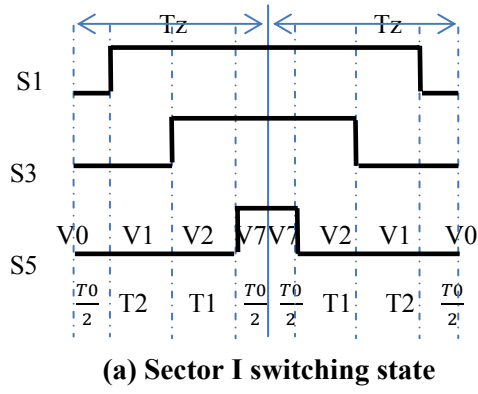 Tz Tz
S1
S3
V0 V1 V2 V7 V7 V2 V1 V0
S5
T0/2 T2 T1 T0/2 T0/2 T1 T2 T0/2
(a) Sector I switching state